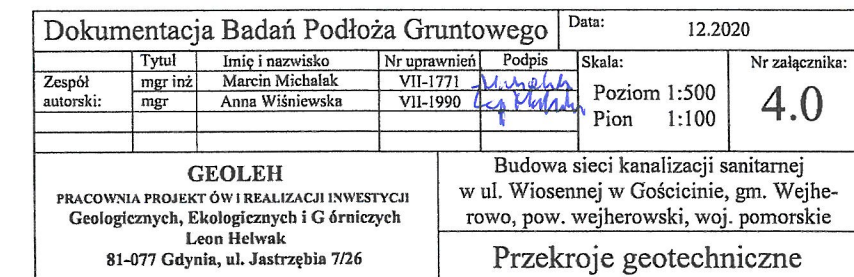 Dokumentacja Badań Podłoża Gruntowego
Data: 12.2020
Tytuł Imię i nazwisko Nr uprawnień Podpis
Zespół autorski:
mgr inż Marcin Michalak VII-1771
mgr Anna Wiśniewska VII-1990
Skala:
Poziom 1:500
Pion 1:100
Nr załącznika:
4.0
GEOLEH
PRACOWNIA PROJEKT ÓW I REALIZACJI INWESTYCJI
Geologicznych, Ekologicznych i G órniczych
Leon Helwak
81-077 Gdynia, ul. Jastrzębia 7/26
Budowa sieci kanalizacji sanitarnej
w ul. Wiosennej w Gościcinie, gm. Wejhe-
rowo, pow. wejherowski, woj. pomorskie
Przekroje geotechniczne